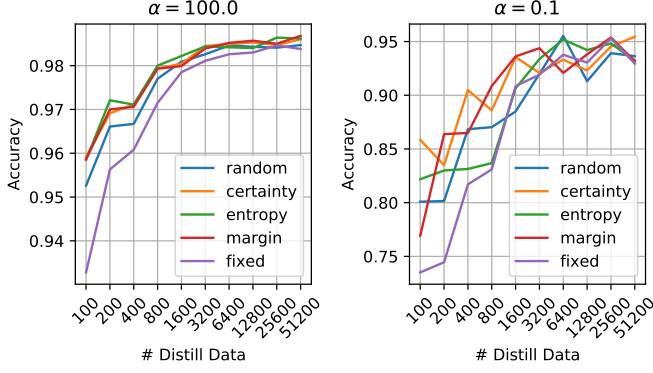 α = 100.0
Accuracy
0.98
0.97
0.96
0.95
0.94
random
certainty
entropy
margin
fixed
100
200
400
800
1600
3200
6400
12800
25600
51200
# Distill Data
α = 0.1
Accuracy
0.95
0.90
0.85
0.80
0.75
random
certainty
entropy
margin
fixed
100
200
400
800
1600
3200
6400
12800
25600
51200
# Distill Data